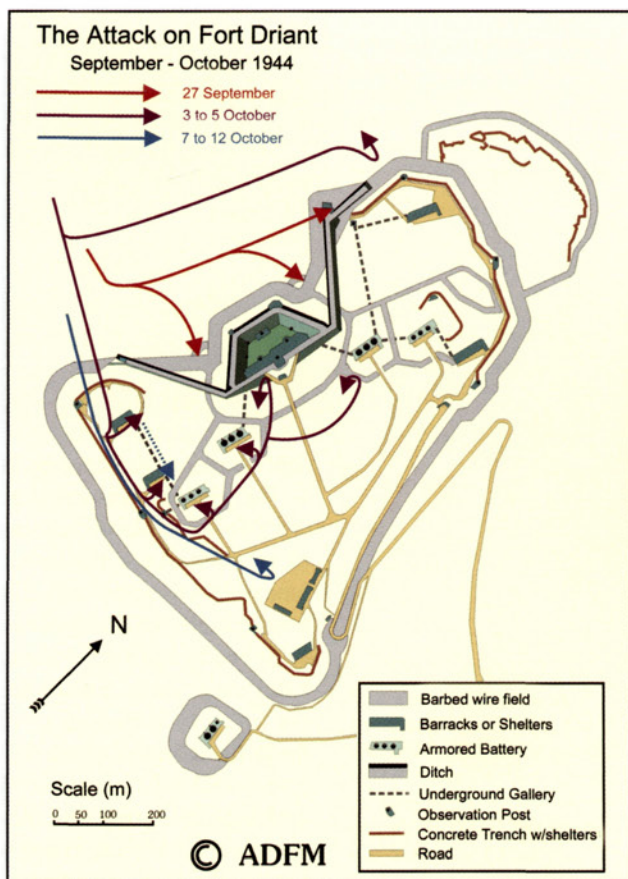 The Attack on Fort Driant
September - October 1944
27 September
3 to 5 October
7 to 12 October
N
Scale (m)
0 50 100 200
Barbed wire field
Barracks or Shelters
Armored Battery
Ditch
Underground Gallery
Observation Post
Concrete Trench w/shelters
Road
© ADFM